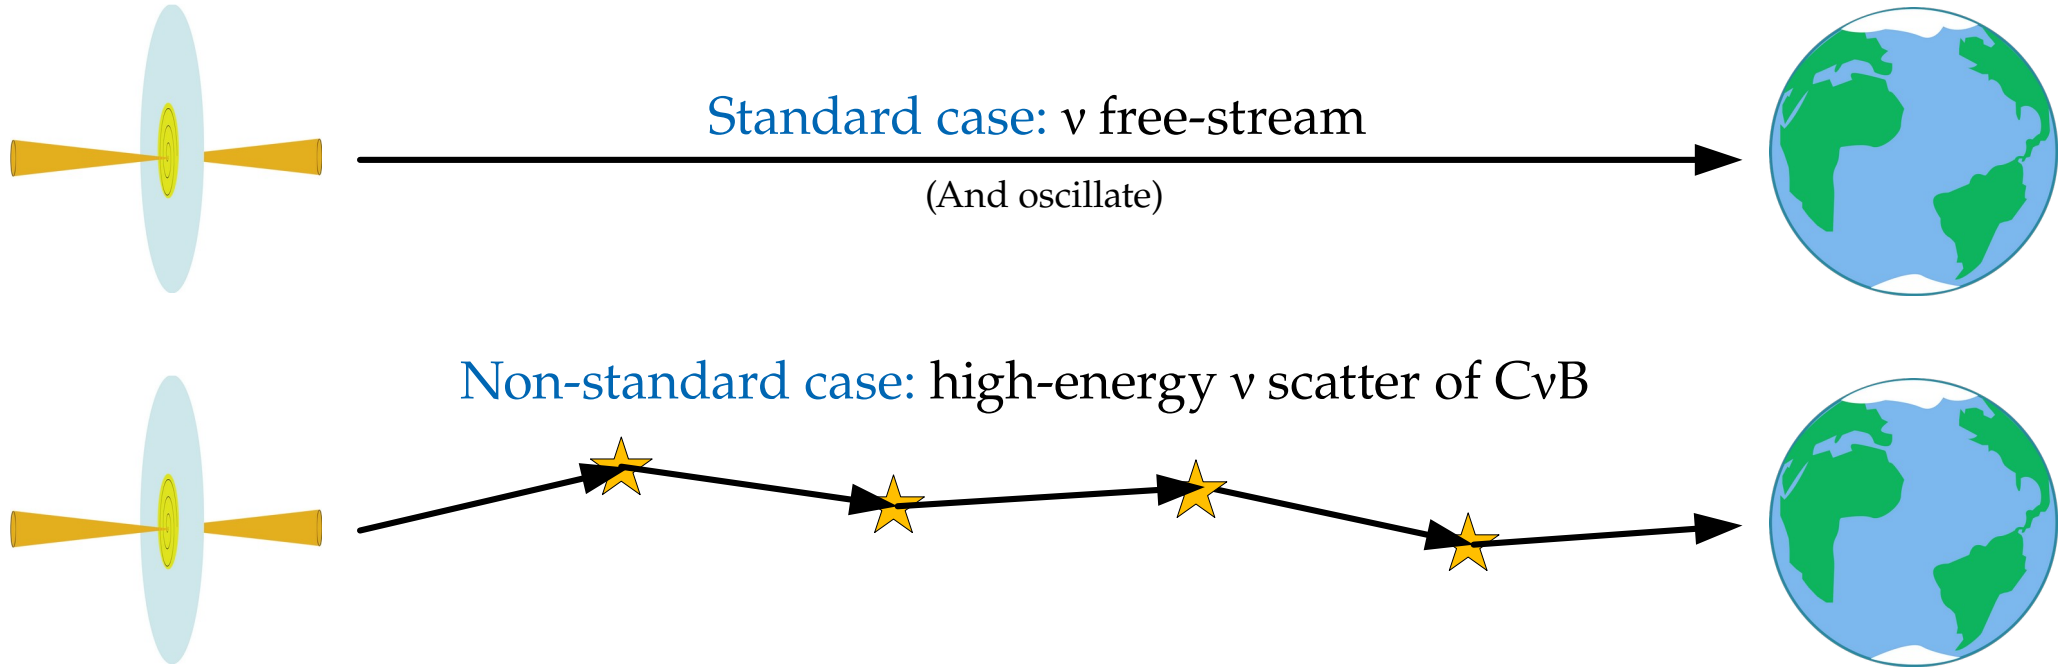 Standard case: ν free-stream
(And oscillate)
Non-standard case: high-energy ν scatter of CνB